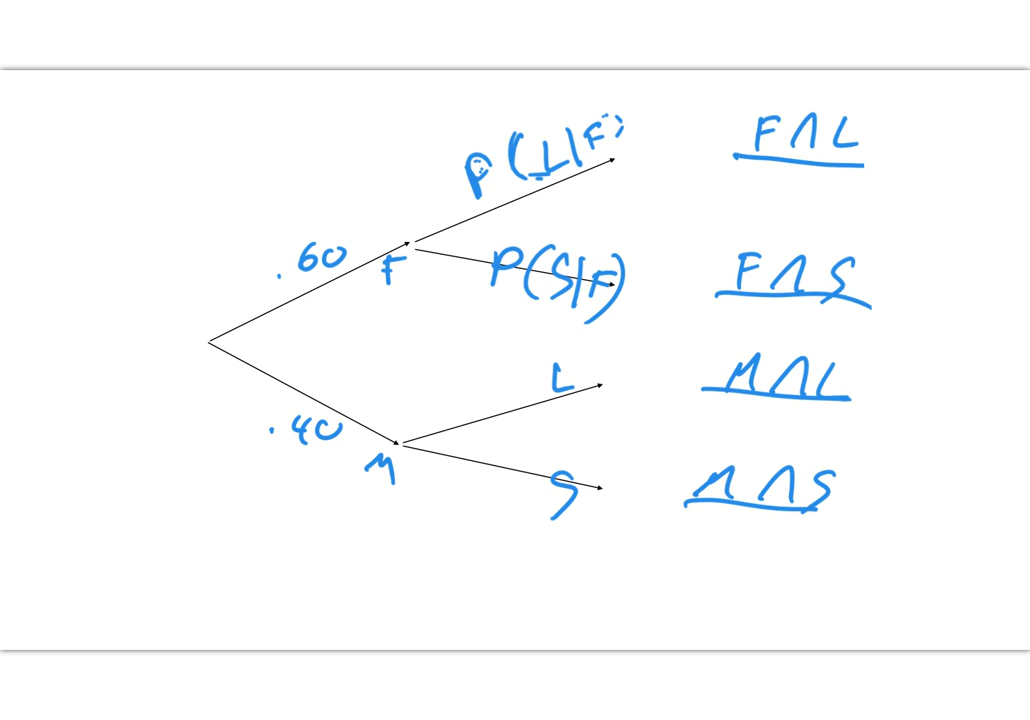 P(L|F)
F ∩ L
.60
F
P(S|F)
F ∩ S
L
M ∩ L
.40
M
S
M ∩ S